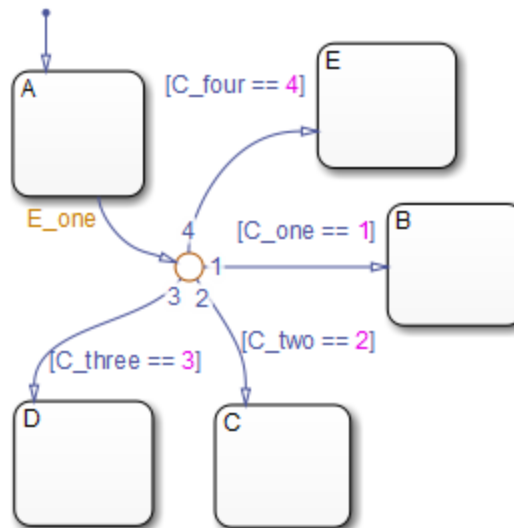 E
A
[C_four == 4]
B
E_one
4
[C_one == 1]
1
3
2
[C_three == 3]
[C_two == 2]
D
C